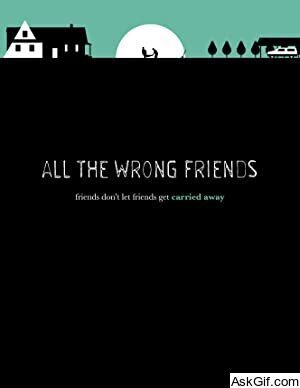 ALL THE WRONG FRIENDS
friends don't let friends get carried away
AskGif.com